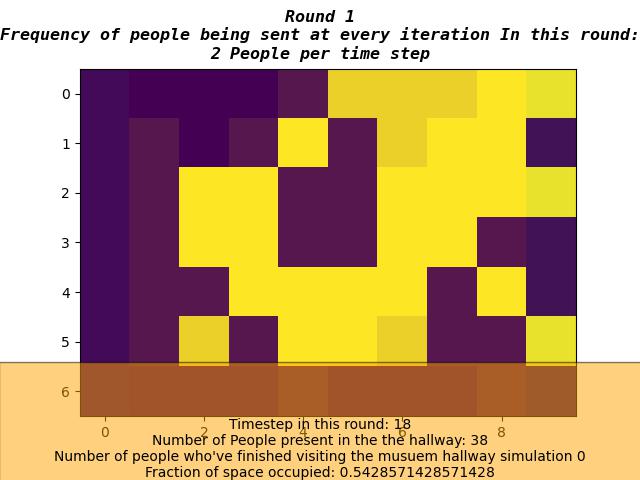 Round 1
Frequency of people being sent at every iteration In this round:
2 People per time step
0
1
2
3
4
5
6
0 2 4 6 8
Timestep in this round: 18
Number of People present in the the hallway: 38
Number of people who've finished visiting the musuem hallway simulation 0
Fraction of space occupied: 0.5428571428571428